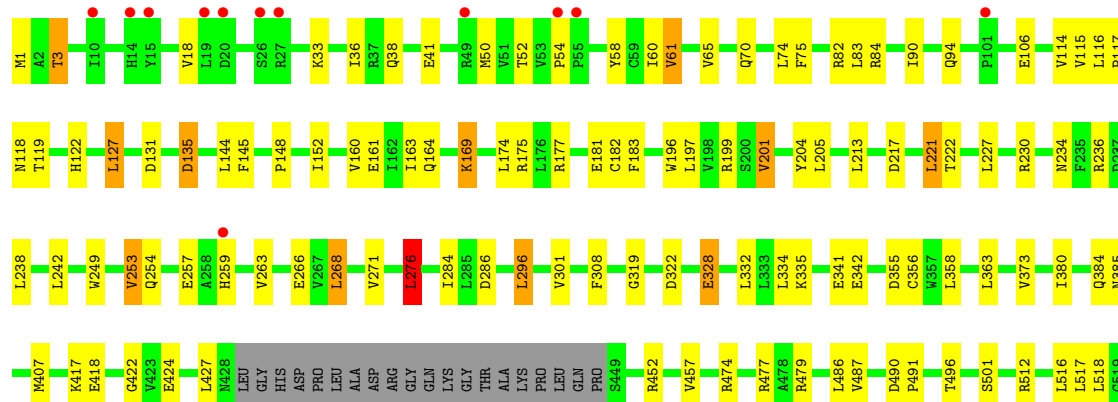 M1 A2 T3 I10 H14 Y15 V18 L19 D20 S26 R27 K33 I36 R37 Q38 E41 R49 M50 V51 T52 V53 P54 P55 Y58 C59 I60 V61 V65 Q70 L74 F75 R82 L83 R84 I90 Q94 P101 E106 V114 V115 L116
N118 T119 H122 L127 D131 D135 L144 F145 P148 I152 V160 E161 I162 I163 Q164 K169 L174 R175 L176 R177 E181 C182 F183 W196 L197 V198 R199 S200 V201 Y204 L205 L213 D217 L221 T222 L227 R230 N234 F235 R236
L238 L242 W249 V253 Q254 E257 A258 H259 V263 E266 V267 L268 V271 L276 I284 L285 D286 L296 V301 F308 G319 D322 E328 L332 L333 L334 K335 E341 E342 D355 C356 W357 L358 L363 V373 I380 Q384
M407 K417 E418 G422 V423 E424 L427 N428 LEU GLY HIS ASP PRO LEU ALA ASP ARG GLY GLN LYS GLY THR ALA LYS PRO LEU GLN PRO S449 R452 V457 R474 R477 A478 R479 L486 V487 D490 P491 T496 S501 R512 L516 L517 L518